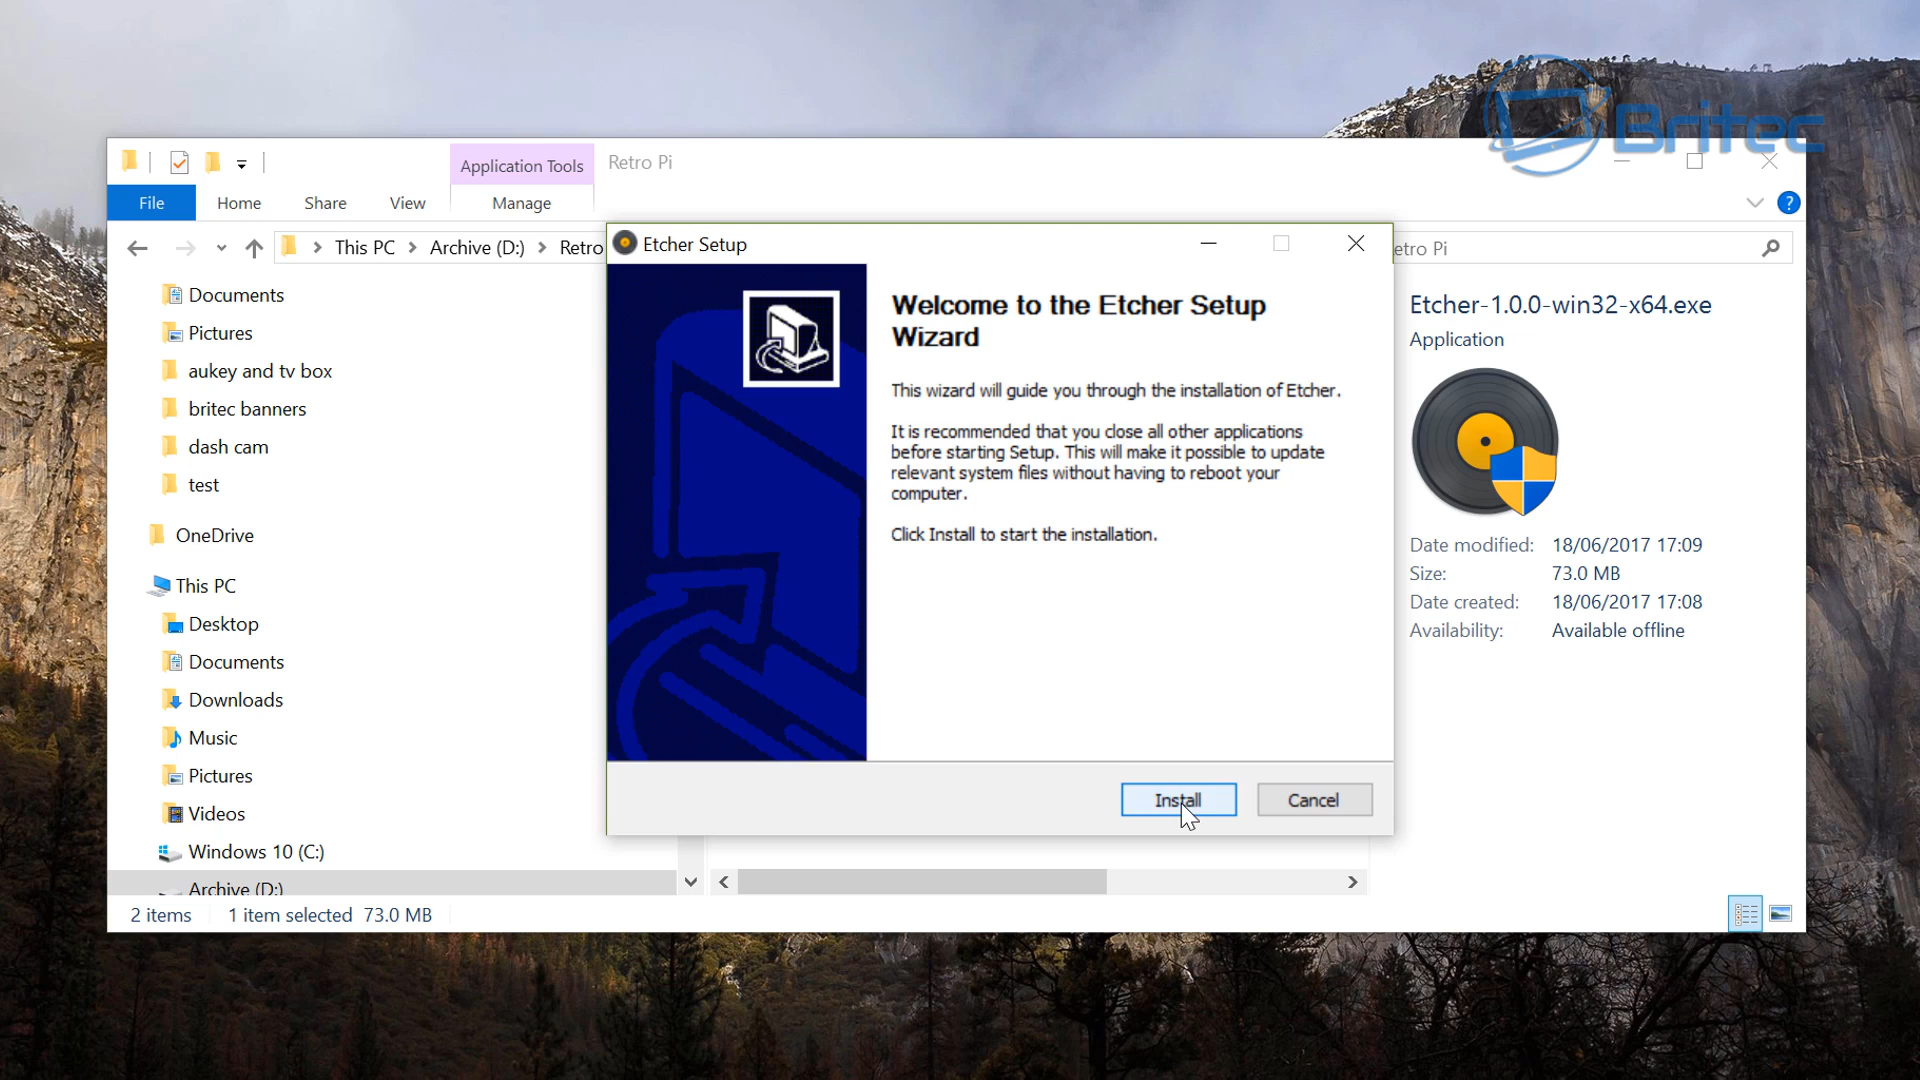 Britec
Application Tools
Retro Pi
File
Home
Share
View
Manage
This PC
Archive (D:)
Retro
etro Pi
Documents
Pictures
aukey and tv box
britec banners
dash cam
test
OneDrive
This PC
Desktop
Documents
Downloads
Music
Pictures
Videos
Windows 10 (C:)
Archive (D:)
2 items
1 item selected 73.0 MB
Etcher Setup
Welcome to the Etcher Setup
Wizard
This wizard will guide you through the installation of Etcher.
It is recommended that you close all other applications
before starting Setup. This will make it possible to update
relevant system files without having to reboot your
computer.
Click Install to start the installation.
Install
Cancel
Etcher-1.0.0-win32-x64.exe
Application
Date modified: 18/06/2017 17:09
Size: 73.0 MB
Date created: 18/06/2017 17:08
Availability: Available offline